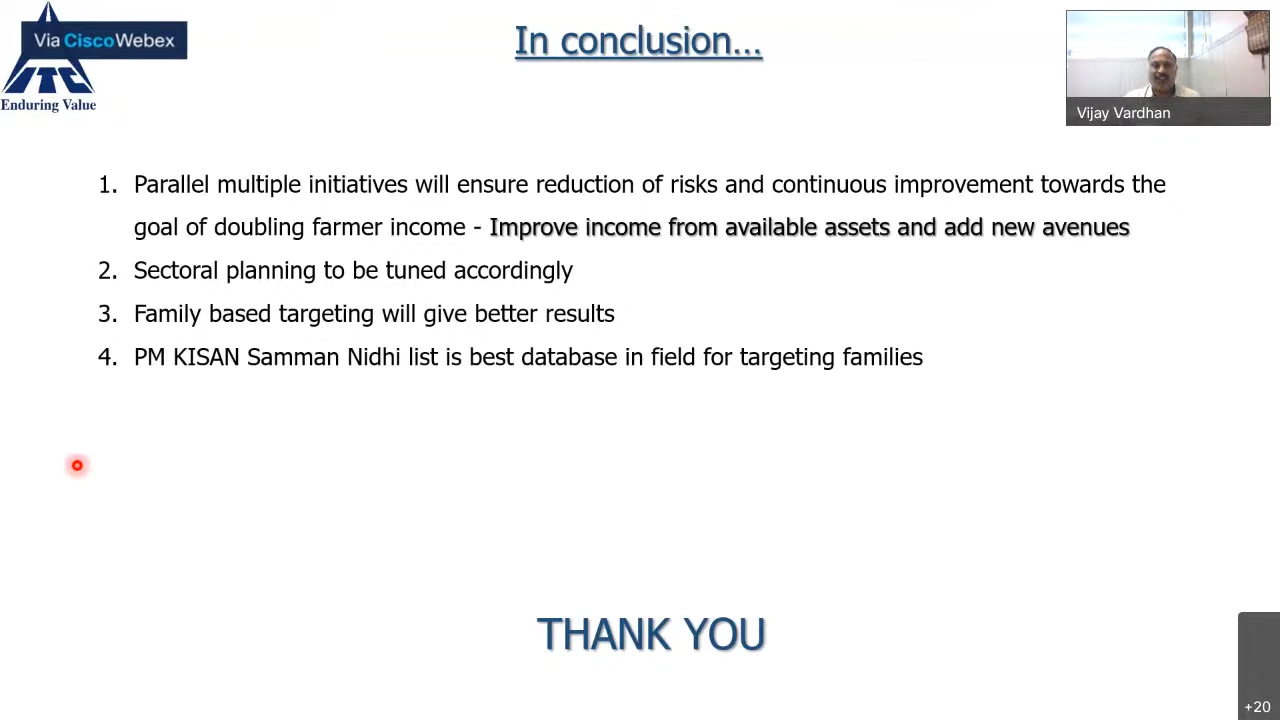 Via Cisco Webex
ITC
Enduring Value
In conclusion...
Vijay Vardhan
1. Parallel multiple initiatives will ensure reduction of risks and continuous improvement towards the
goal of doubling farmer income - Improve income from available assets and add new avenues
2. Sectoral planning to be tuned accordingly
3. Family based targeting will give better results
4. PM KISAN Samman Nidhi list is best database in field for targeting families
THANK YOU
+20